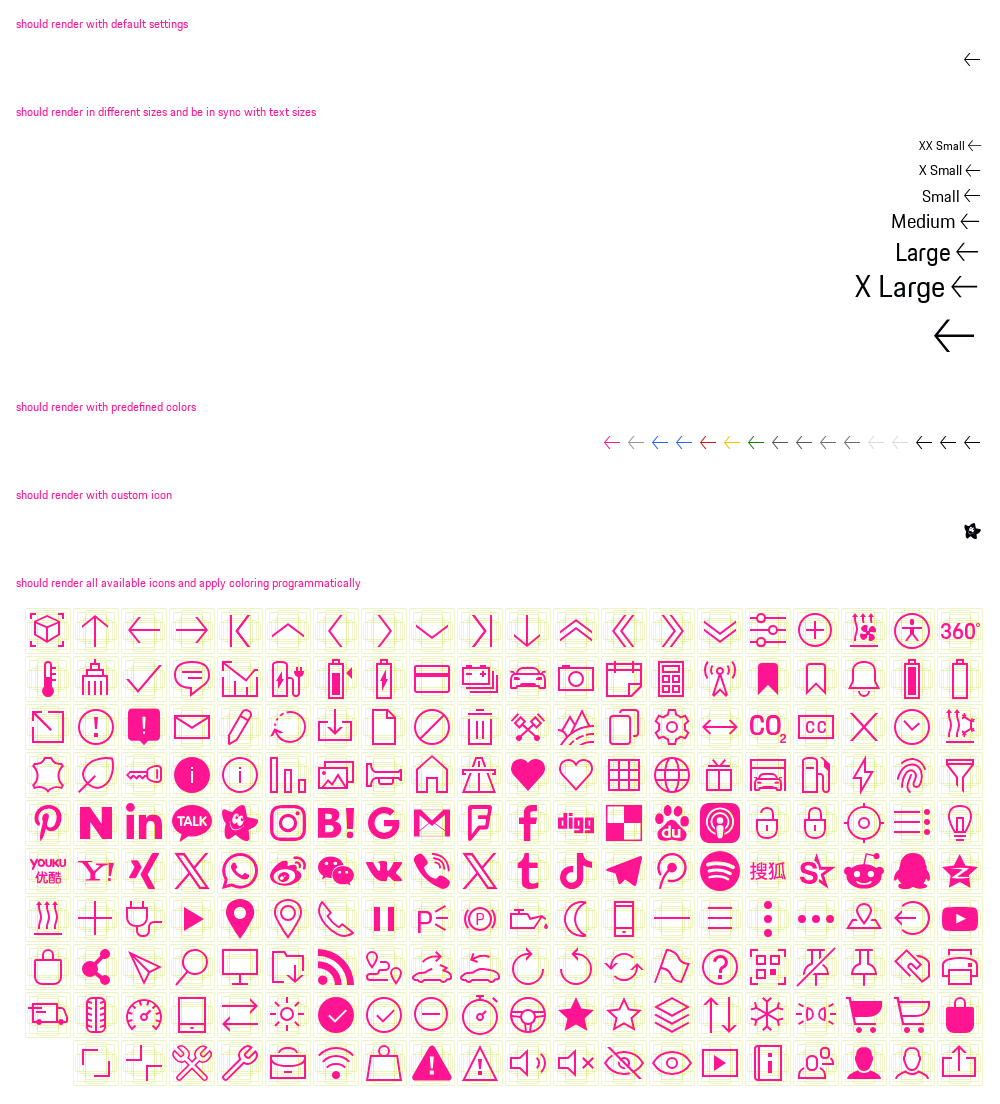 should render with default settings
should render in different sizes and be in sync with text sizes
XX Small
X Small
Small
Medium
Large
X Large
should render with predefined colors
should render with custom icon
should render all available icons and apply coloring programmatically
360°
CO2
CC
TALK
B!
digg
du
YOUKU
优酷
Y!
搜狐
P
P